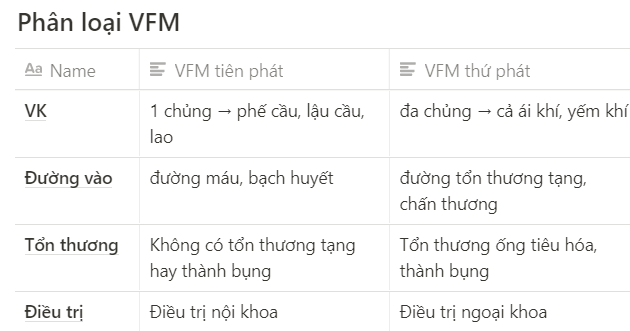 Phân loại VFM
Aa Name VFM tiên phát VFM thứ phát
VK 1 chủng → phế cầu, lậu cầu, đa chủng → cả ái khí, yếm khí
lao
Đường vào đường máu, bạch huyết đường tổn thương tạng,
chấn thương
Tổn thương Không có tổn thương tạng Tổn thương ống tiêu hóa,
hay thành bụng thành bụng
Điều trị Điều trị nội khoa Điều trị ngoại khoa